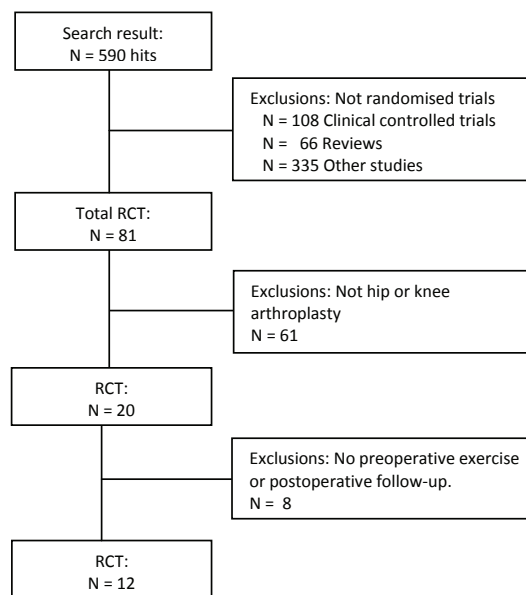 Search result:
N = 590 hits
Exclusions: Not randomised trials
N = 108 Clinical controlled trials
N = 66 Reviews
N = 335 Other studies
Total RCT:
N = 81
Exclusions: Not hip or knee
arthroplasty
N = 61
RCT:
N = 20
Exclusions: No preoperative exercise
or postoperative follow-up.
N = 8
RCT:
N = 12